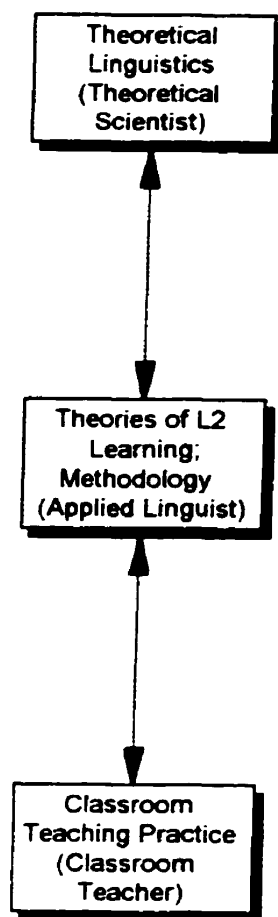 Theoretical
Linguistics
(Theoretical
Scientist)
Theories of L2
Learning;
Methodology
(Applied Linguist)
Classroom
Teaching Practice
(Classroom
Teacher)